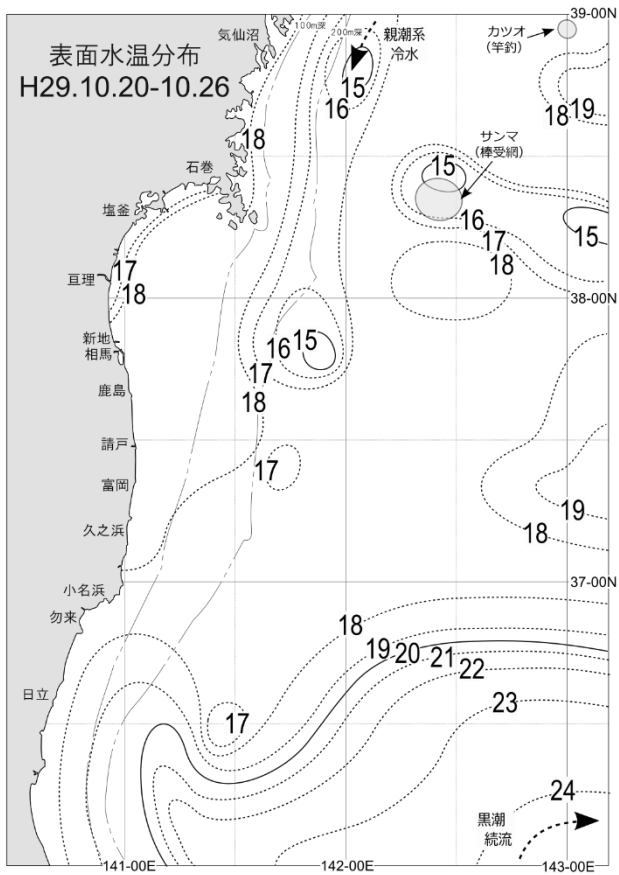 表面水温分布
H29.10.20-10.26
39-00N
気仙沼
100m深
200m深
親潮系
冷水
カツオ
(竿釣)
15
16
18
19
18
サンマ
(棒受網)
石巻
15
塩釜
16
17
18
15
亘理
17
18
38-00N
新地
相馬
16
15
17
18
鹿島
請戸
17
富岡
19
18
久之浜
37-00N
小名浜
勿来
18
19
20
21
22
23
日立
17
24
黒潮
続流
141-00E
142-00E
143-00E